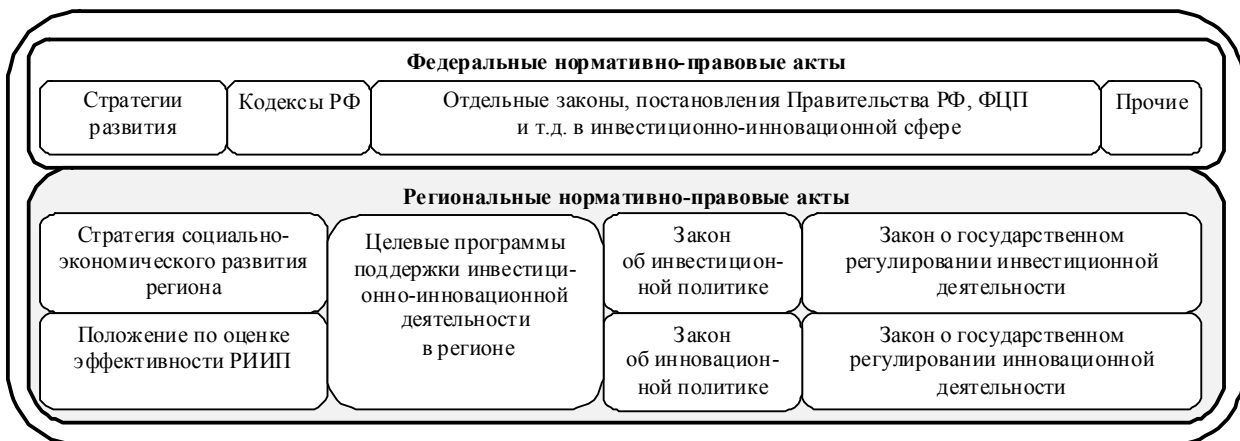 Федеральные нормативно-правовые акты
Стратегии
развития
Кодексы РФ
Отдельные законы, постановления Правительства РФ, ФЦП
и т.д. в инвестиционно-инновационной сфере
Прочие
Региональные нормативно-правовые акты
Стратегия социально-
экономического развития
региона
Положение по оценке
эффективности РИИП
Целевые программы
поддержки инвестици-
онно-инновационной
деятельности
в регионе
Закон
об инвестицион-
ной политике
Закон
об инновацион-
ной политике
Закон о государственном
регулировании инвестиционной
деятельности
Закон о государственном
регулировании инновационной
деятельности